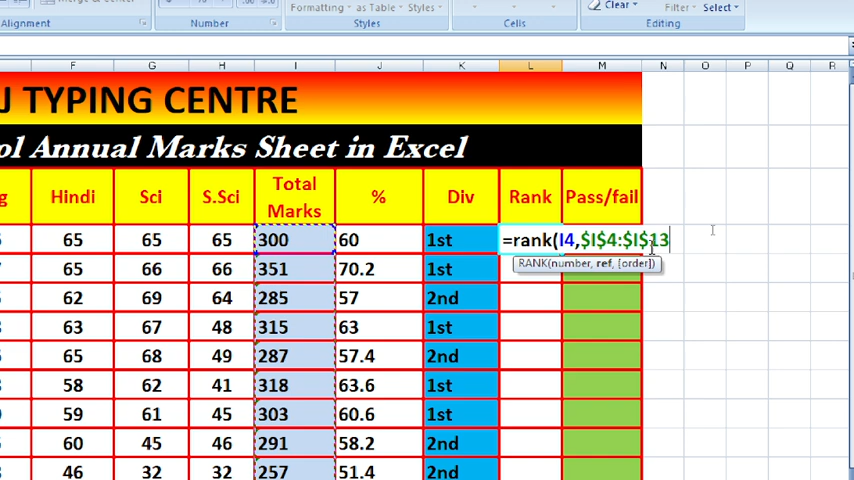 Merge & Center
Formatting as Table Styles
Clear Filter Select
Alignment Number Styles Cells Editing
F G H I J K L M N O P Q R
J TYPING CENTRE
ol Annual Marks Sheet in Excel
g Hindi Sci S.Sci Total Marks % Div Rank Pass/fail
65 65 65 300 60 1st =rank(I4,$I$4:$I$13
RANK(number, ref, [order])
65 66 66 351 70.2 1st
62 69 64 285 57 2nd
63 67 48 315 63 1st
65 68 49 287 57.4 2nd
58 62 41 318 63.6 1st
59 61 45 303 60.6 1st
60 45 46 291 58.2 2nd
46 32 32 257 51.4 2nd